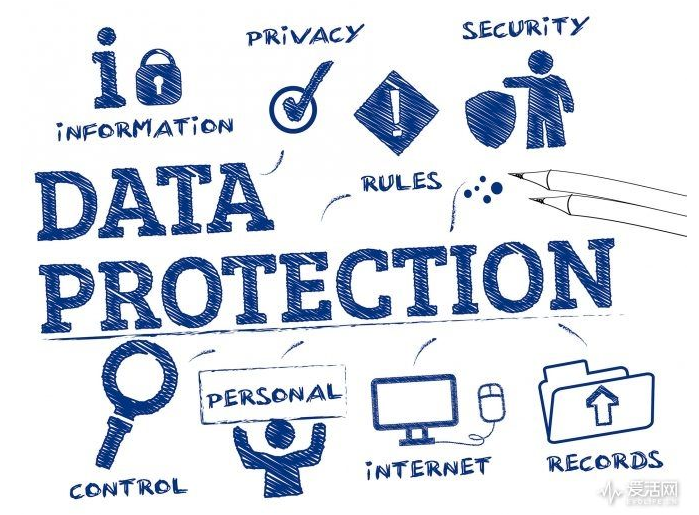 PRiVACY
SECURiTY
iNFORMATiON
RULES
DATA
PROTECTION
PERSONAL
CONTROL
iNTERNET
RECORDS
爱活网